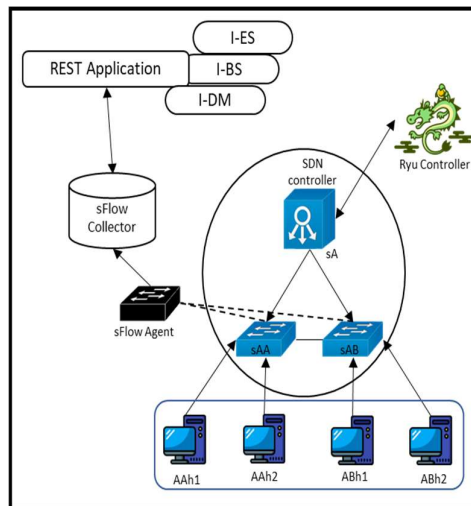 I-ES
REST Application
I-BS
I-DM
SDN
controller
Ryu Controller
sFlow
Collector
sA
sFlow Agent
sAA
sAB
AAh1
AAh2
ABh1
ABh2